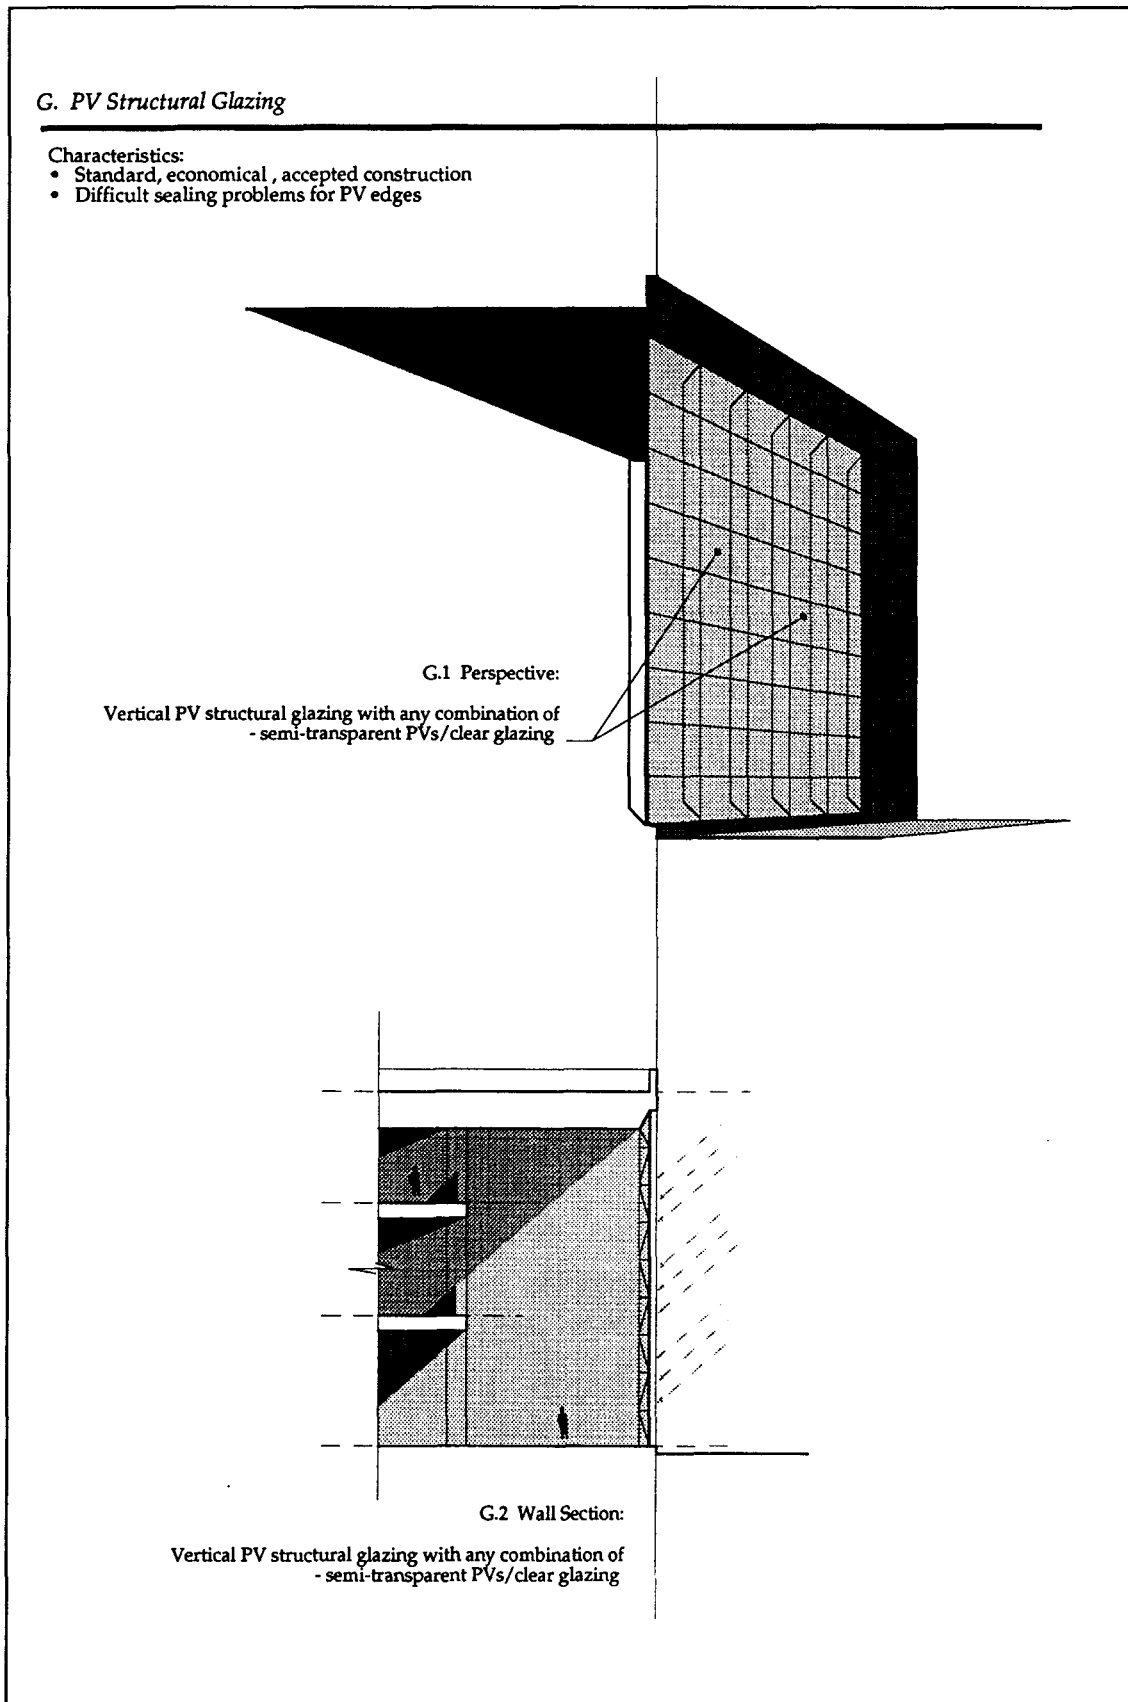 G. PV Structural Glazing
Characteristics:
• Standard, economical , accepted construction
• Difficult sealing problems for PV edges
G.1 Perspective:
Vertical PV structural glazing with any combination of
- semi-transparent PVs/clear glazing
G.2 Wall Section:
Vertical PV structural glazing with any combination of
- semi-transparent PVs/clear glazing